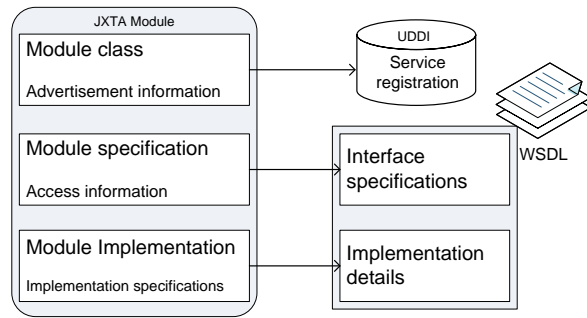 JXTA Module
Module class
Advertisement information
Module specification
Access information
Module Implementation
Implementation specifications
UDDI
Service
registration
WSDL
Interface
specifications
Implementation
details